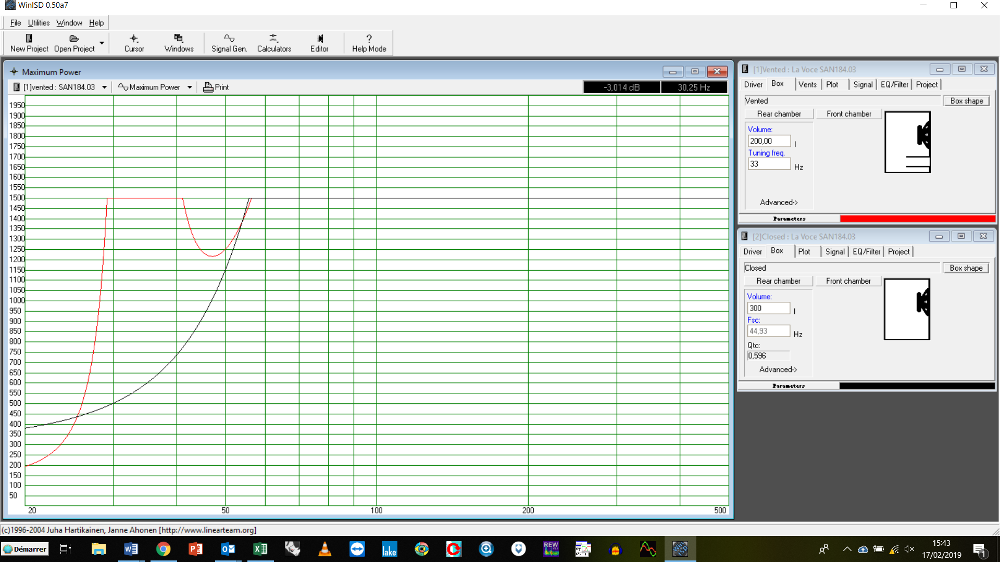 WinISD 0.50a7
File Utilities Window Help
New Project Open Project Cursor Windows Signal Gen. Calculators Editor ? Help Mode
Maximum Power
[1]vented : SAN184.03 Maximum Power Print -3,014 dB 30,25 Hz
1950
1900
1850
1800
1750
1700
1650
1600
1550
1500
1450
1400
1350
1300
1250
1200
1150
1100
1050
1000
950
900
850
800
750
700
650
600
550
500
450
400
350
300
250
200
150
100
50
20 50 100 200 500
[1]Vented : La Voce SAN184.03
Driver Box Vents Plot Signal EQ/Filter Project
Vented Box shape
Rear chamber Front chamber
Volume:
200,00 l
Tuning freq.
33 Hz
Advanced->
Parameters
[2]Closed : La Voce SAN184.03
Driver Box Plot Signal EQ/Filter Project
Closed Box shape
Rear chamber Front chamber
Volume:
300 l
Fsc:
44,93 Hz
Qtc:
0,596
Advanced->
Parameters
(c)1996-2004 Juha Hartikainen, Janne Ahonen [http://www.linearteam.org]
Démarrer lake REW 15:43
17/02/2019 1